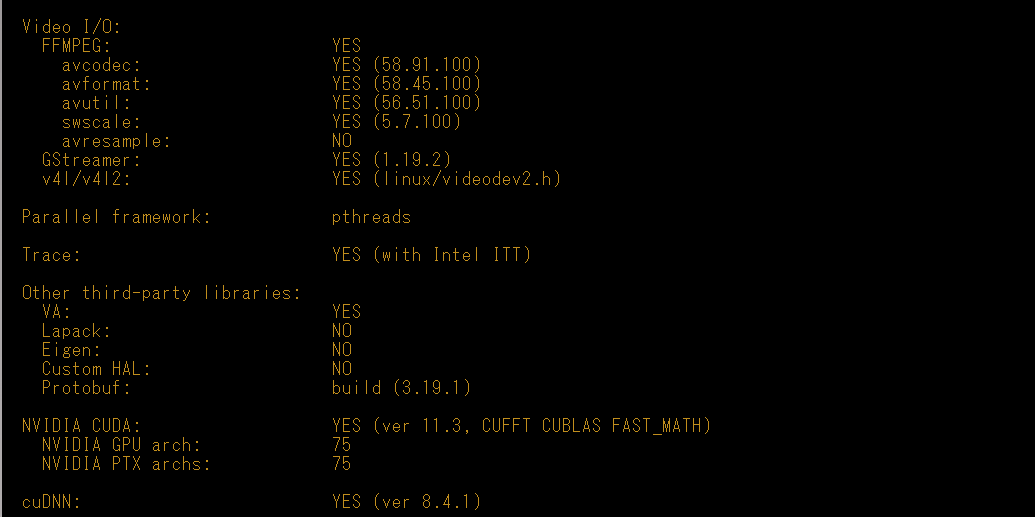 Video I/O:
FFMPEG: YES
avcodec: YES (58.91.100)
avformat: YES (58.45.100)
avutil: YES (56.51.100)
swscale: YES (5.7.100)
avresample: NO
GStreamer: YES (1.19.2)
v4l/v4l2: YES (linux/videodev2.h)
Parallel framework: pthreads
Trace: YES (with Intel ITT)
Other third-party libraries:
VA: YES
Lapack: NO
Eigen: NO
Custom HAL: NO
Protobuf: build (3.19.1)
NVIDIA CUDA: YES (ver 11.3, CUFFT CUBLAS FAST_MATH)
NVIDIA GPU arch: 75
NVIDIA PTX archs: 75
cuDNN: YES (ver 8.4.1)